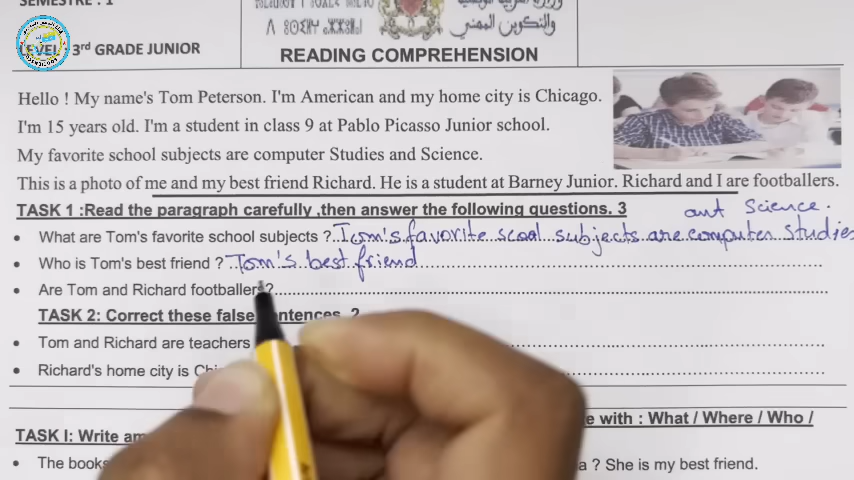 SEMESTRE : 1
LEVEL 3rd GRADE JUNIOR
والتكوين المهني
READING COMPREHENSION
Hello ! My name's Tom Peterson. I'm American and my home city is Chicago.
I'm 15 years old. I'm a student in class 9 at Pablo Picasso Junior school.
My favorite school subjects are computer Studies and Science.
This is a photo of me and my best friend Richard. He is a student at Barney Junior. Richard and I are footballers.
TASK 1 :Read the paragraph carefully ,then answer the following questions. 3
ant Science.
What are Tom's favorite school subjects ? Tom's favorite scool subjects are computer studies
Who is Tom's best friend ? Tom's best friend
Are Tom and Richard footballers?
TASK 2: Correct these false sentences. 2
Tom and Richard are teachers
Richard's home city is
with : What / Where / Who /
TASK I: Write
The books
? She is my best friend.